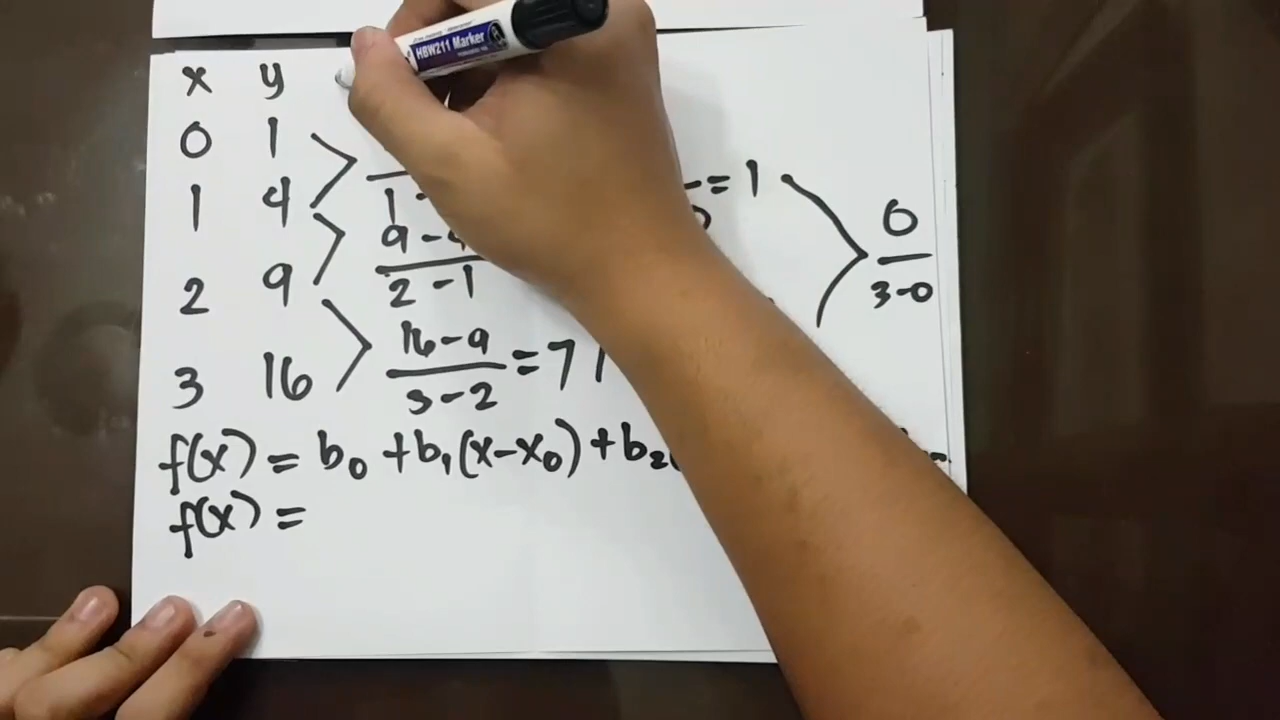 HBW211 Marker
x y
0 1
1 4
2 9
3 16
1 -
9 - 4
2 - 1
16 - 9
3 - 2
= 7
= 1
0
3 - 0
f(x) = b₀ + b₁(x - x₀) + b₂(
f(x) =